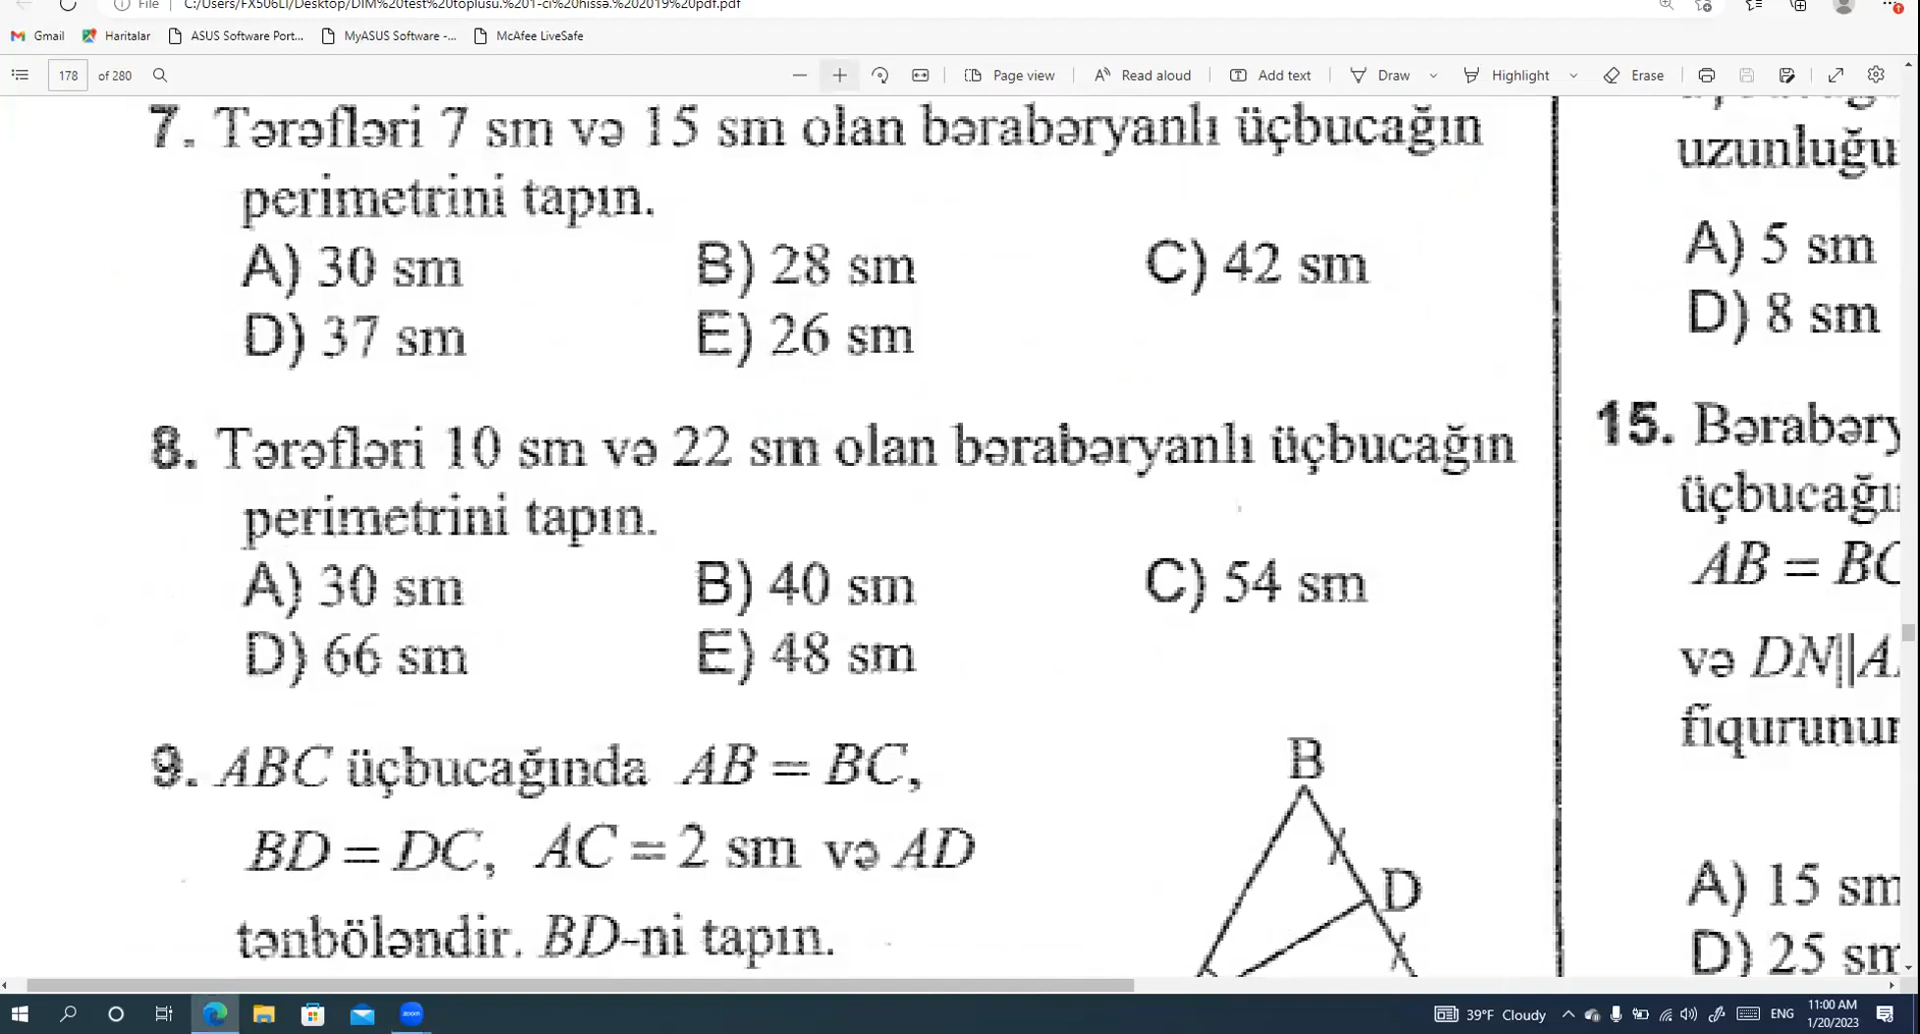 File
C:/Users/FX506LI/Desktop/DIM%20test%20toplusu.%201-ci%20hissə.%202019%20pdf.pdf
Gmail
Haritalar
ASUS Software Port...
MyASUS Software -...
McAfee LiveSafe
178 of 280
Page view
Read aloud
Add text
Draw
Highlight
Erase
7. Tərəfləri 7 sm və 15 sm olan bərabəryanlı üçbucağın
perimetrini tapın.
A) 30 sm B) 28 sm C) 42 sm
D) 37 sm E) 26 sm
8. Tərəfləri 10 sm və 22 sm olan bərabəryanlı üçbucağın
perimetrini tapın.
A) 30 sm B) 40 sm C) 54 sm
D) 66 sm E) 48 sm
9. ABC üçbucağında AB = BC,
BD = DC, AC = 2 sm və AD
tənböləndir. BD-ni tapın.
B
D
uzunluğu
A) 5 sm
D) 8 sm
15. Bərabəry
üçbucağı
AB = BC
və DN||A
fiqurunu
A) 15 sm
D) 25 sm
zoom
39°F Cloudy
ENG
11:00 AM
1/20/2023